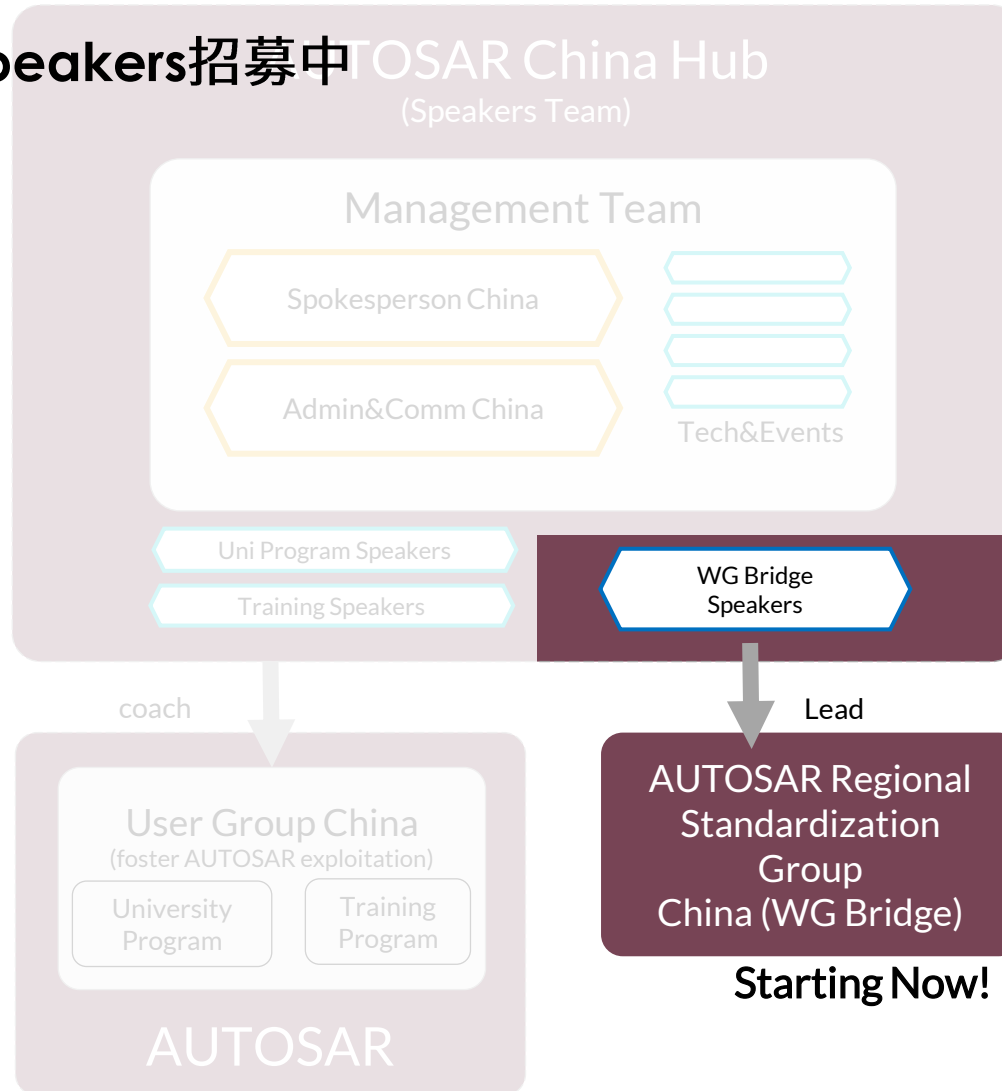 peakers招募中
AUTOSAR China Hub
(Speakers Team)
Management Team
Spokesperson China
Admin&Comm China
Tech&Events
Uni Program Speakers
Training Speakers
WG Bridge
Speakers
coach
Lead
User Group China
(foster AUTOSAR exploitation)
University
Program
Training
Program
AUTOSAR
AUTOSAR Regional
Standardization
Group
China (WG Bridge)
Starting Now!